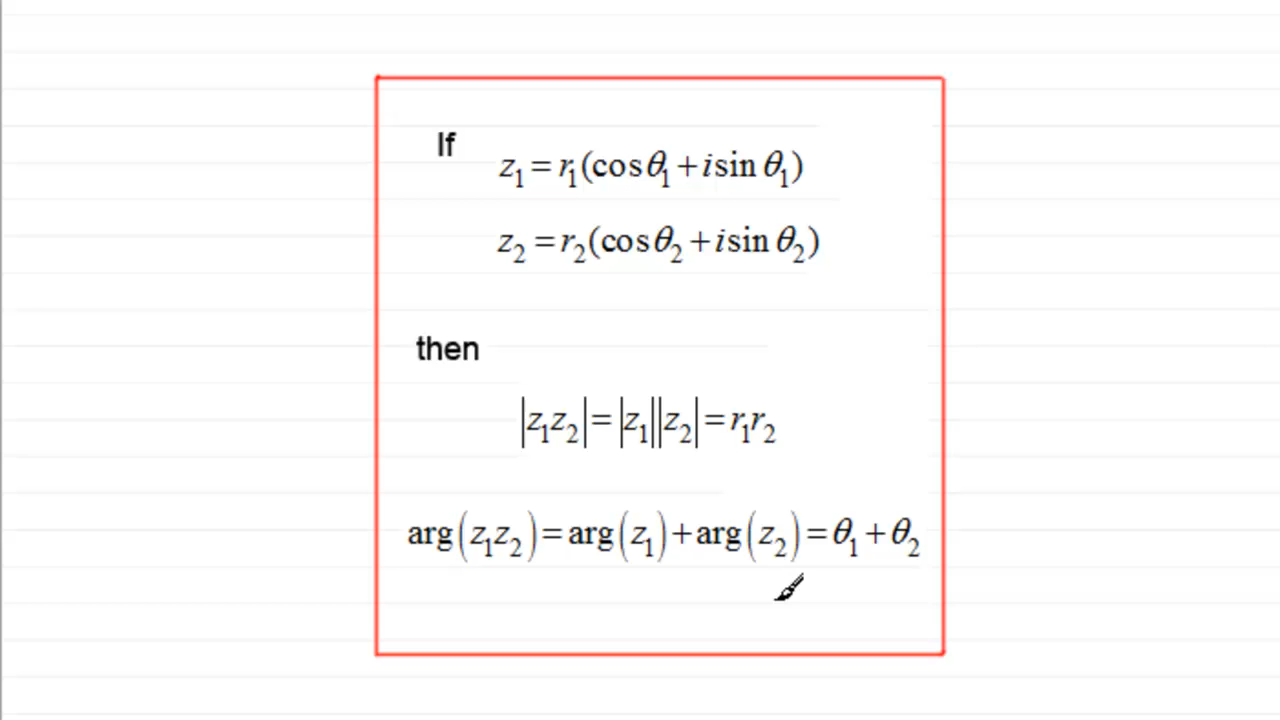 If
z₁ = r₁(cos θ₁ + i sin θ₁)
z₂ = r₂(cos θ₂ + i sin θ₂)
then
|z₁z₂| = |z₁||z₂| = r₁r₂
arg(z₁z₂) = arg(z₁) + arg(z₂) = θ₁ + θ₂